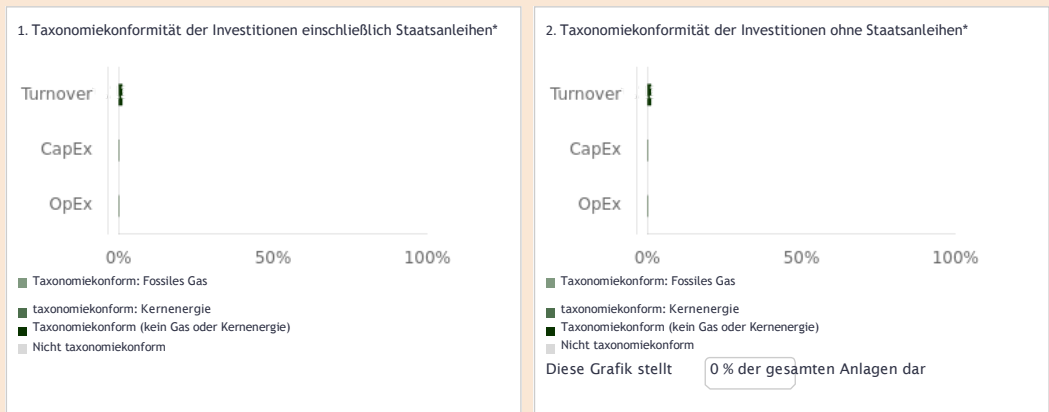 1. Taxonomiekonformität der Investitionen einschließlich Staatsanleihen*
Turnover
CapEx
OpEx
0% 50% 100%
Taxonomiekonform: Fossiles Gas
taxonomiekonform: Kernenergie
Taxonomiekonform (kein Gas oder Kernenergie)
Nicht taxonomiekonform
2. Taxonomiekonformität der Investitionen ohne Staatsanleihen*
Turnover
CapEx
OpEx
0% 50% 100%
Taxonomiekonform: Fossiles Gas
taxonomiekonform: Kernenergie
Taxonomiekonform (kein Gas oder Kernenergie)
Nicht taxonomiekonform
Diese Grafik stellt 0 % der gesamten Anlagen dar